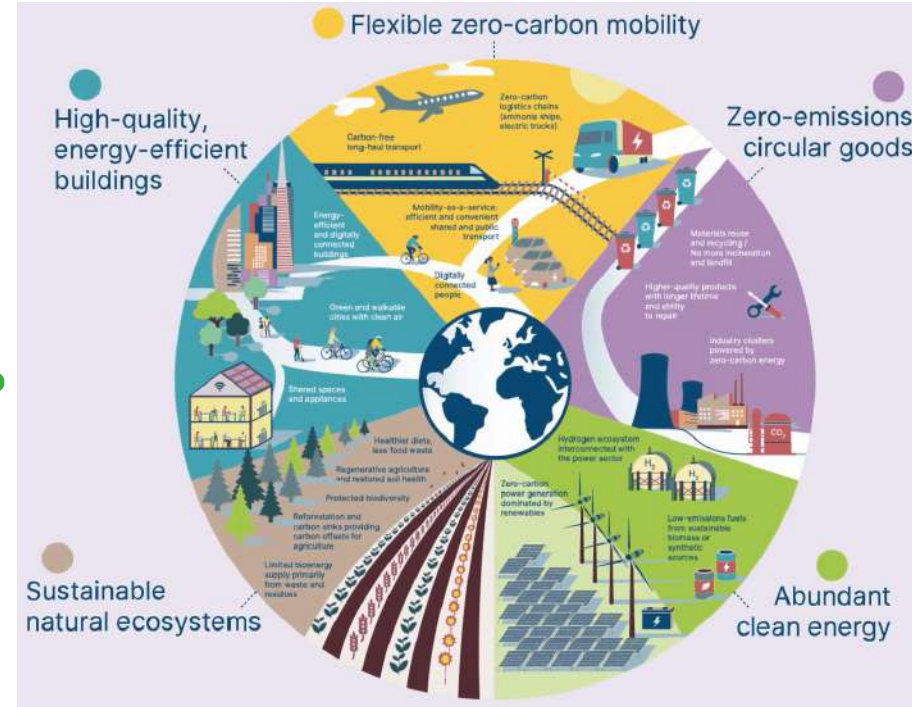 Flexible zero-carbon mobility
High-quality,
energy-efficient
buildings
Zero-emissions
circular goods
Zero-carbon
logistics chains
(ammonia ships,
electric trucks)
Carbon-free
long-haul transport
Mobility-as-a-service:
efficient and convenient
shared and public
transport
Digitally
connected
people
Energy-
efficient
and digitally
connected
buildings
Green and walkable
cities with clean air
Shared spaces
and appliances
Materials reuse
and recycling /
No more incineration
and landfill
Higher-quality products
with longer lifetime
and ability
to repair
Industry clusters
powered by
zero-carbon energy
CO2
Healthier diets,
less food waste
Regenerative agriculture
and restored soil health
Protected biodiversity
Reforestation and
carbon sinks providing
carbon offsets for
agriculture
Limited bioenergy
supply primarily
from waste and
residues
Hydrogen ecosystem
interconnected with
the power sector
H2
H2
Zero-carbon
power generation
dominated by
renewables
Low-emissions fuels
from sustainable
biomass or
synthetic
sources
Sustainable
natural ecosystems
Abundant
clean energy